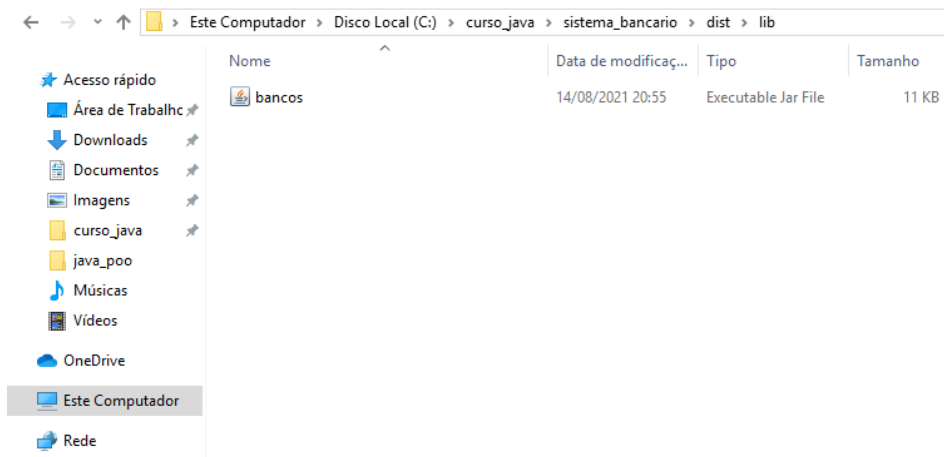 Este Computador > Disco Local (C:) > curso_java > sistema_bancario > dist > lib
Nome Data de modificaç... Tipo Tamanho
bancos 14/08/2021 20:55 Executable Jar File 11 KB
Acesso rápido
Área de Trabalhc
Downloads
Documentos
Imagens
curso_java
java_poo
Músicas
Vídeos
OneDrive
Este Computador
Rede